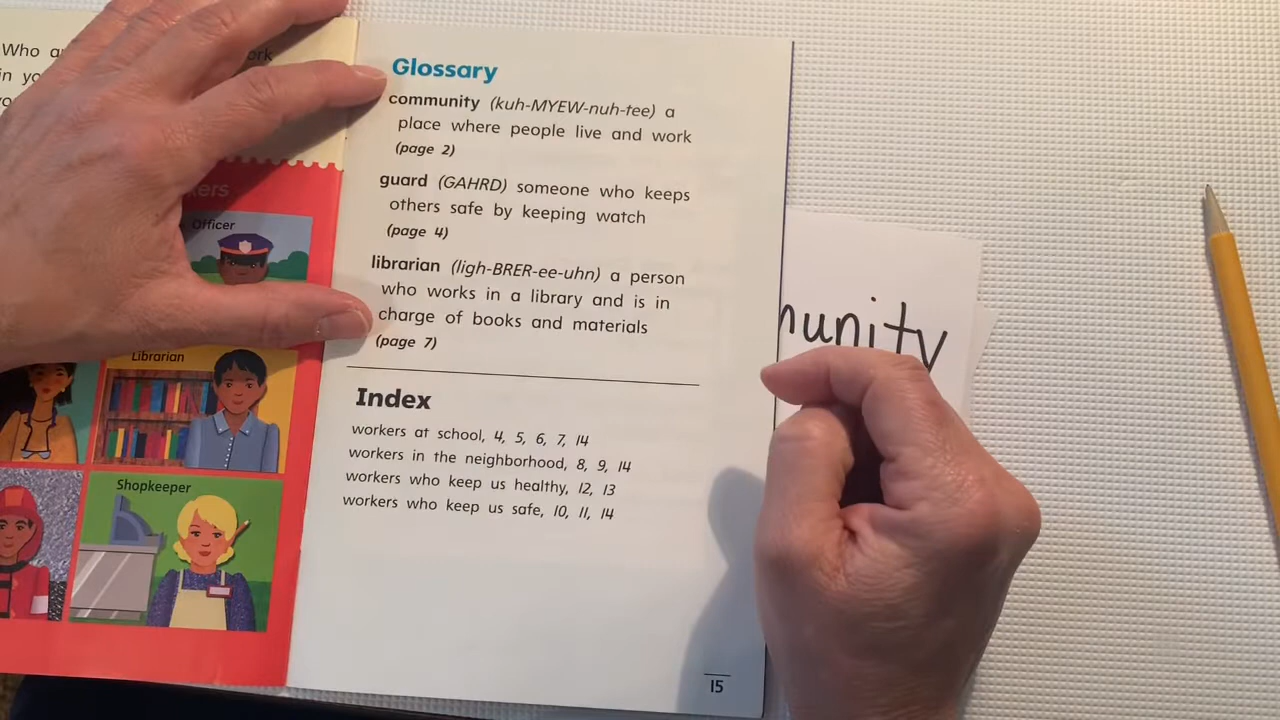 Who
in
ork
kers
Officer
Librarian
Shopkeeper
Glossary
community (kuh-MYEW-nuh-tee) a
place where people live and work
(page 2)
guard (GAHRD) someone who keeps
others safe by keeping watch
(page 4)
librarian (ligh-BRER-ee-uhn) a person
who works in a library and is in
charge of books and materials
(page 7)
Index
workers at school, 4, 5, 6, 7, 14
workers in the neighborhood, 8, 9, 14
workers who keep us healthy, 12, 13
workers who keep us safe, 10, 11, 14
15
nunity